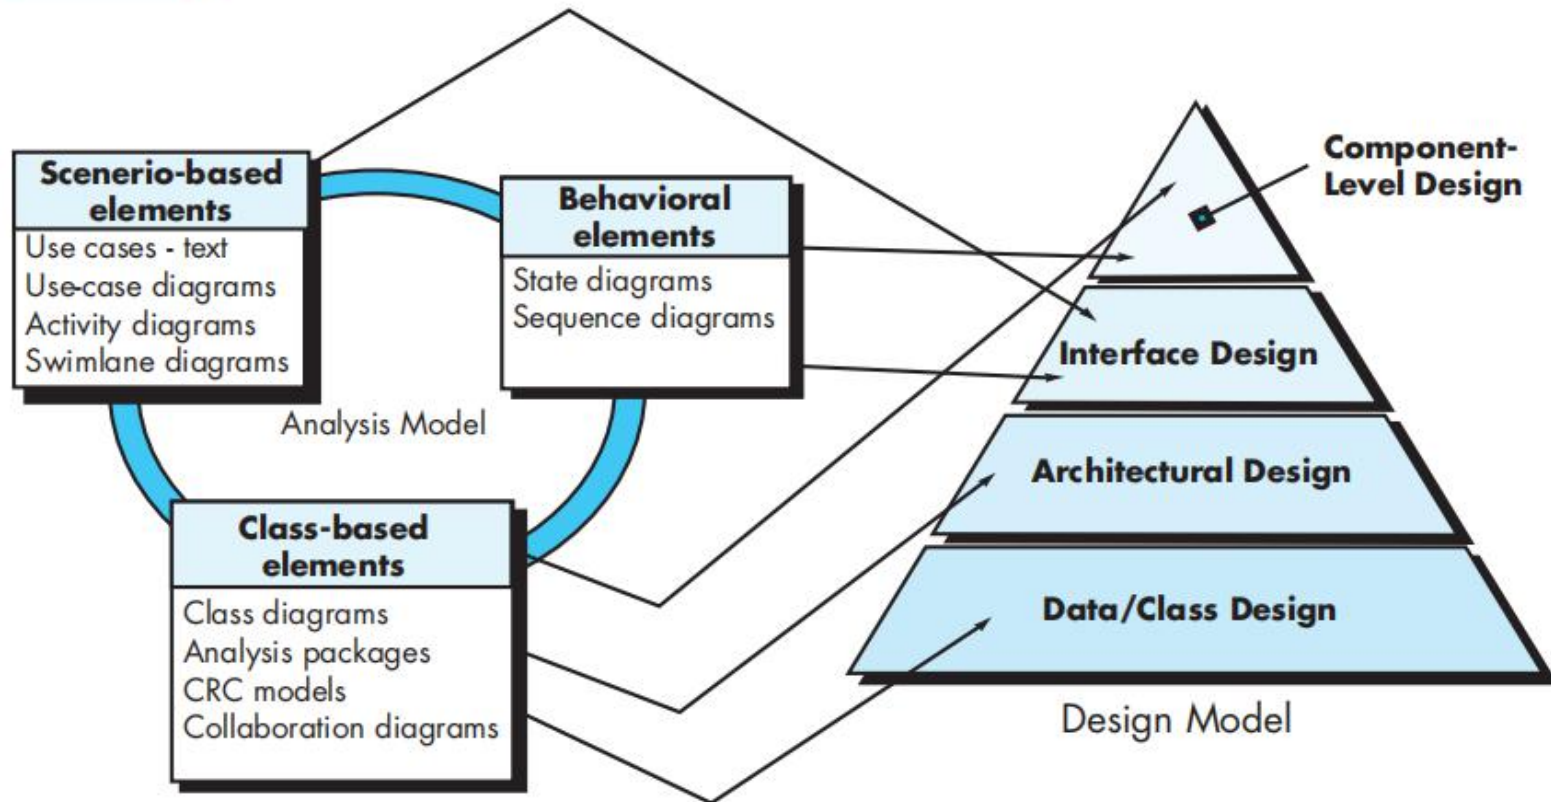 Scenerio-based
elements
Use cases - text
Use-case diagrams
Activity diagrams
Swimlane diagrams
Behavioral
elements
State diagrams
Sequence diagrams
Analysis Model
Class-based
elements
Class diagrams
Analysis packages
CRC models
Collaboration diagrams
Component-
Level Design
Interface Design
Architectural Design
Data/Class Design
Design Model